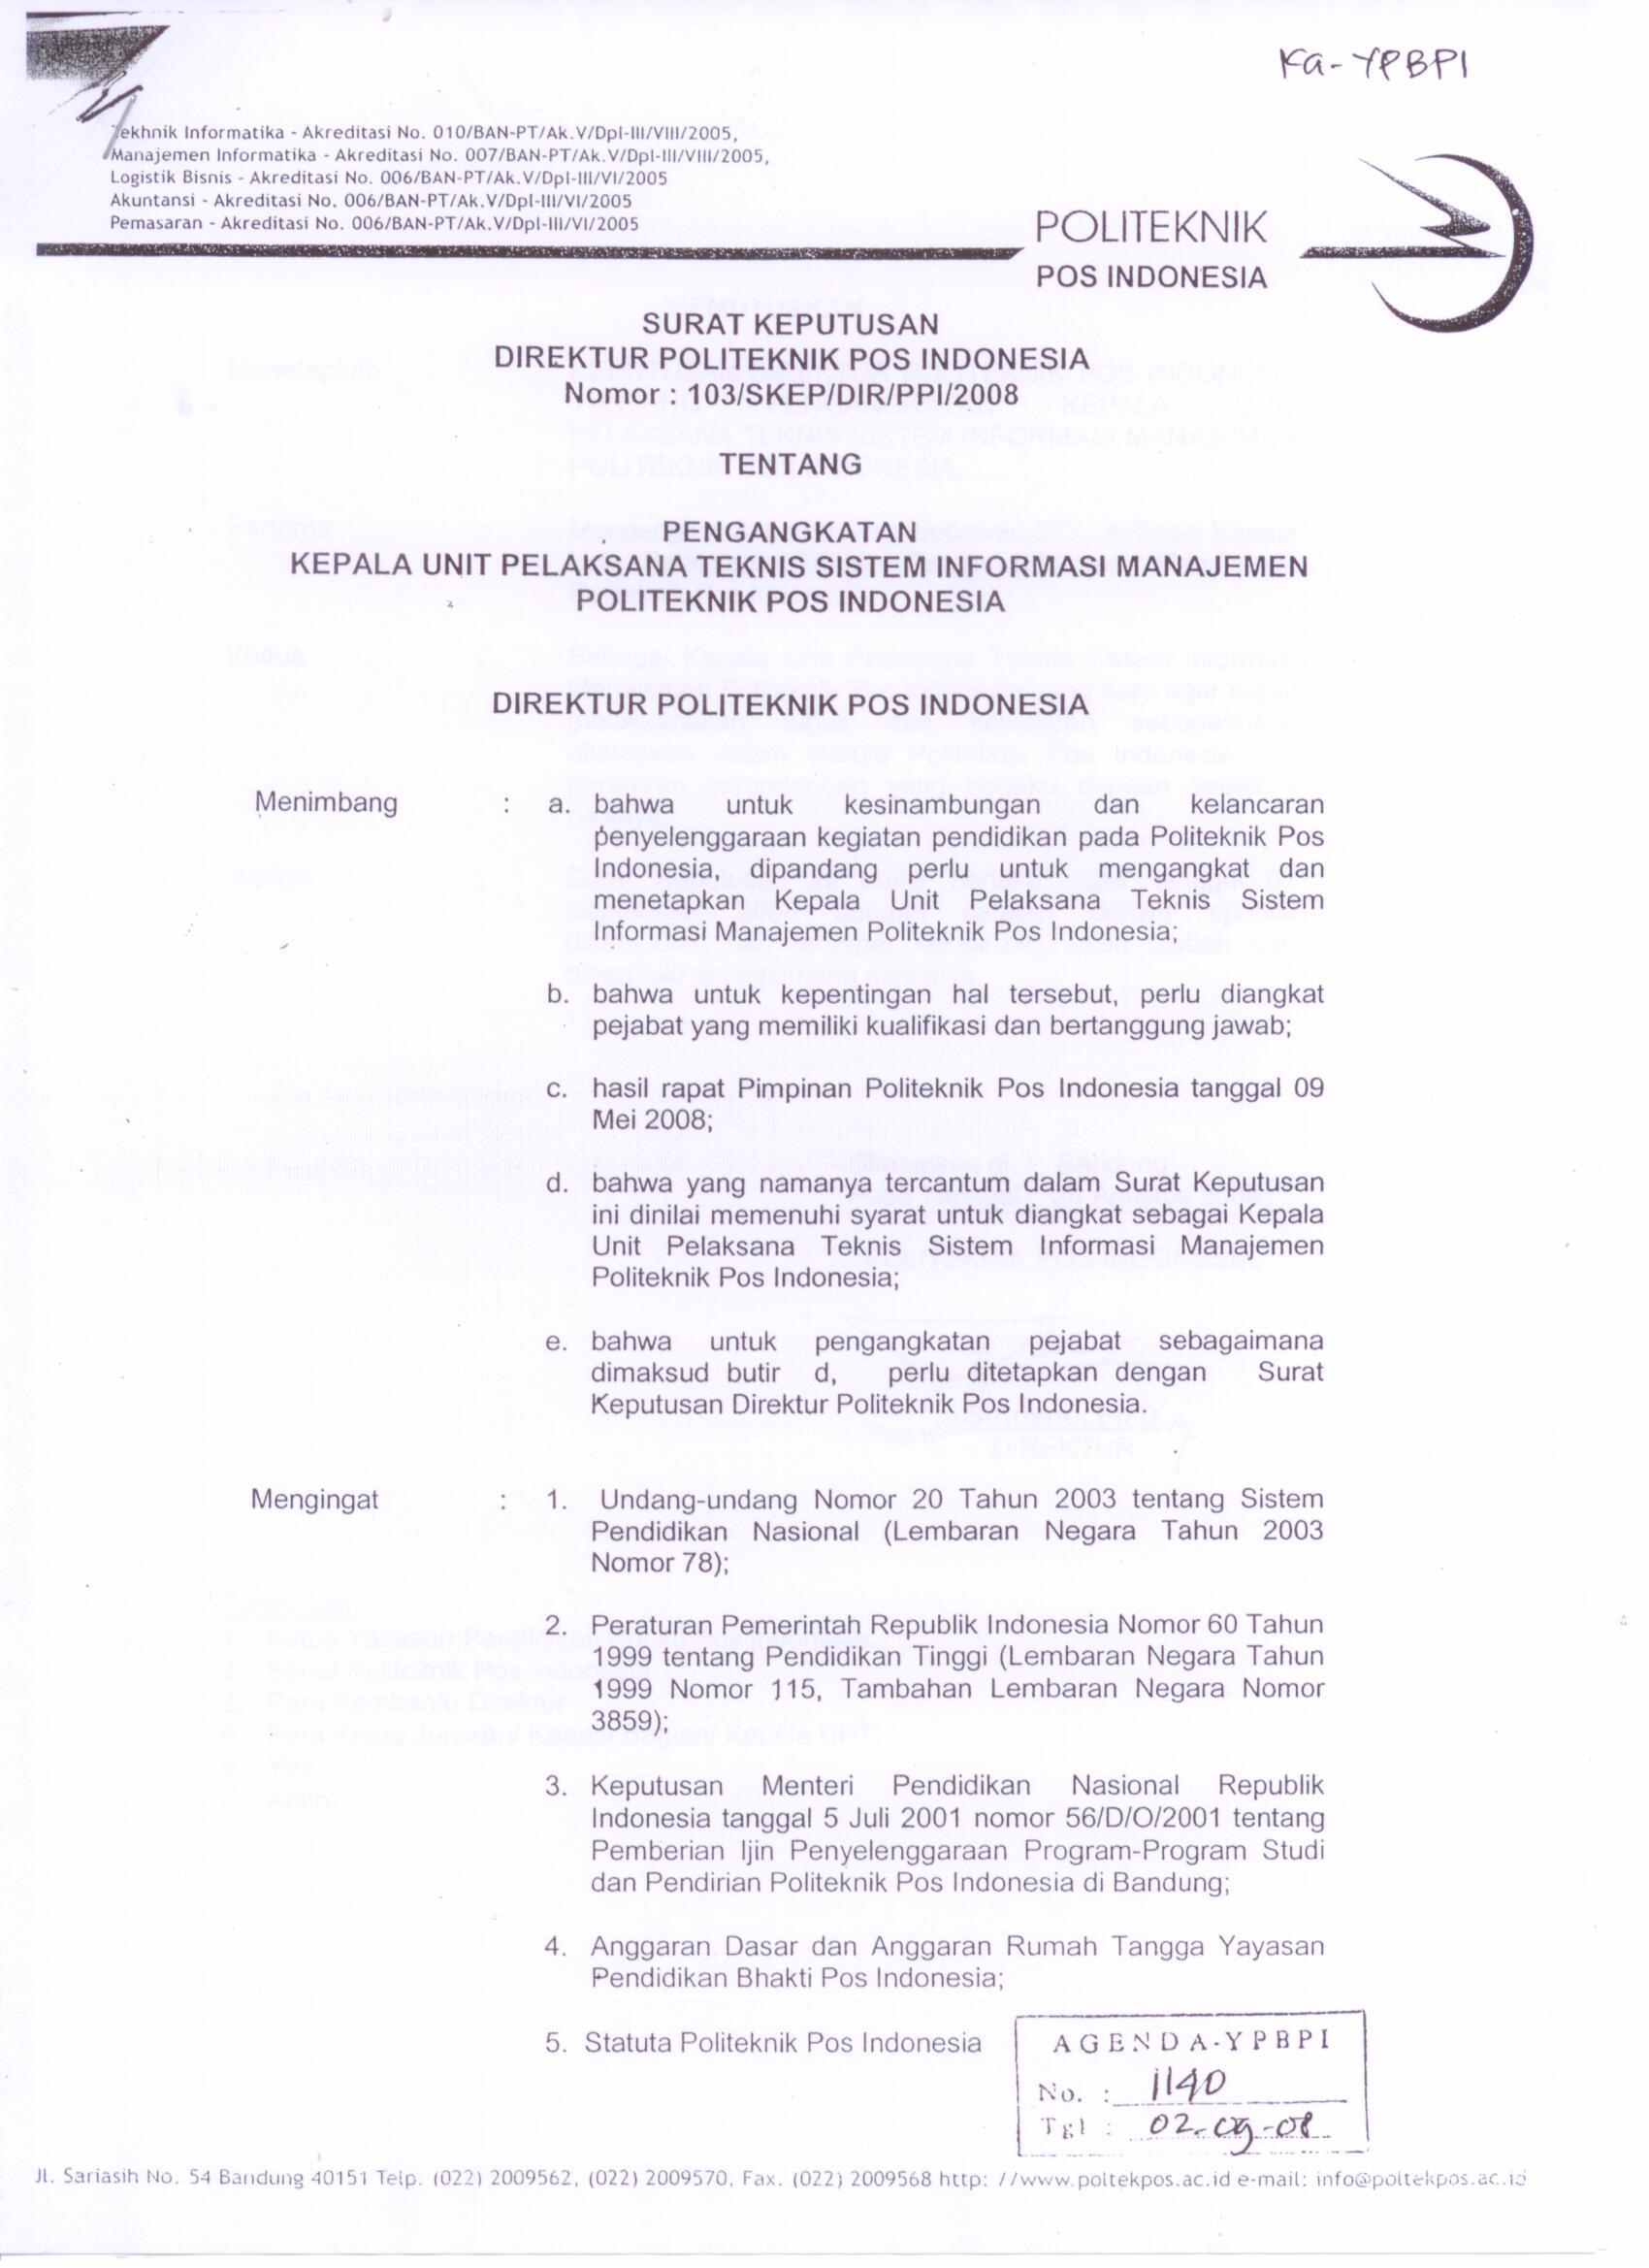 Ka-YPBPI
Tekhnik Informatika - Akreditasi No. 010/BAN-PT/Ak.V/Dpl-III/VIII/2005,
Manajemen Informatika - Akreditasi No. 007/BAN-PT/Ak.V/Dpl-III/VIII/2005,
Logistik Bisnis - Akreditasi No. 006/BAN-PT/Ak.V/Dpl-III/VI/2005
Akuntansi - Akreditasi No. 006/BAN-PT/Ak.V/Dpl-III/VI/2005
Pemasaran - Akreditasi No. 006/BAN-PT/Ak.V/Dpl-III/VI/2005
POLITEKNIK
POS INDONESIA
SURAT KEPUTUSAN
DIREKTUR POLITEKNIK POS INDONESIA
Nomor : 103/SKEP/DIR/PPI/2008
TENTANG
PENGANGKATAN
KEPALA UNIT PELAKSANA TEKNIS SISTEM INFORMASI MANAJEMEN
POLITEKNIK POS INDONESIA
DIREKTUR POLITEKNIK POS INDONESIA
Menimbang : a. bahwa untuk kesinambungan dan kelancaran
penyelenggaraan kegiatan pendidikan pada Politeknik Pos
Indonesia, dipandang perlu untuk mengangkat dan
menetapkan Kepala Unit Pelaksana Teknis Sistem
Informasi Manajemen Politeknik Pos Indonesia;
b. bahwa untuk kepentingan hal tersebut, perlu diangkat
pejabat yang memiliki kualifikasi dan bertanggung jawab;
c. hasil rapat Pimpinan Politeknik Pos Indonesia tanggal 09
Mei 2008;
d. bahwa yang namanya tercantum dalam Surat Keputusan
ini dinilai memenuhi syarat untuk diangkat sebagai Kepala
Unit Pelaksana Teknis Sistem Informasi Manajemen
Politeknik Pos Indonesia;
e. bahwa untuk pengangkatan pejabat sebagaimana
dimaksud butir d, perlu ditetapkan dengan Surat
Keputusan Direktur Politeknik Pos Indonesia.
Mengingat : 1. Undang-undang Nomor 20 Tahun 2003 tentang Sistem
Pendidikan Nasional (Lembaran Negara Tahun 2003
Nomor 78);
2. Peraturan Pemerintah Republik Indonesia Nomor 60 Tahun
1999 tentang Pendidikan Tinggi (Lembaran Negara Tahun
1999 Nomor 115, Tambahan Lembaran Negara Nomor
3859);
3. Keputusan Menteri Pendidikan Nasional Republik
Indonesia tanggal 5 Juli 2001 nomor 56/D/O/2001 tentang
Pemberian Ijin Penyelenggaraan Program-Program Studi
dan Pendirian Politeknik Pos Indonesia di Bandung;
4. Anggaran Dasar dan Anggaran Rumah Tangga Yayasan
Pendidikan Bhakti Pos Indonesia;
5. Statuta Politeknik Pos Indonesia
AGENDA-YPBPI
No. : 1140
Tgl : 02-09-08
Jl. Sariasih No. 54 Bandung 40151 Telp. (022) 2009562, (022) 2009570, Fax. (022) 2009568 http: //www.poltekpos.ac.id e-mail: info@poltekpos.ac.id